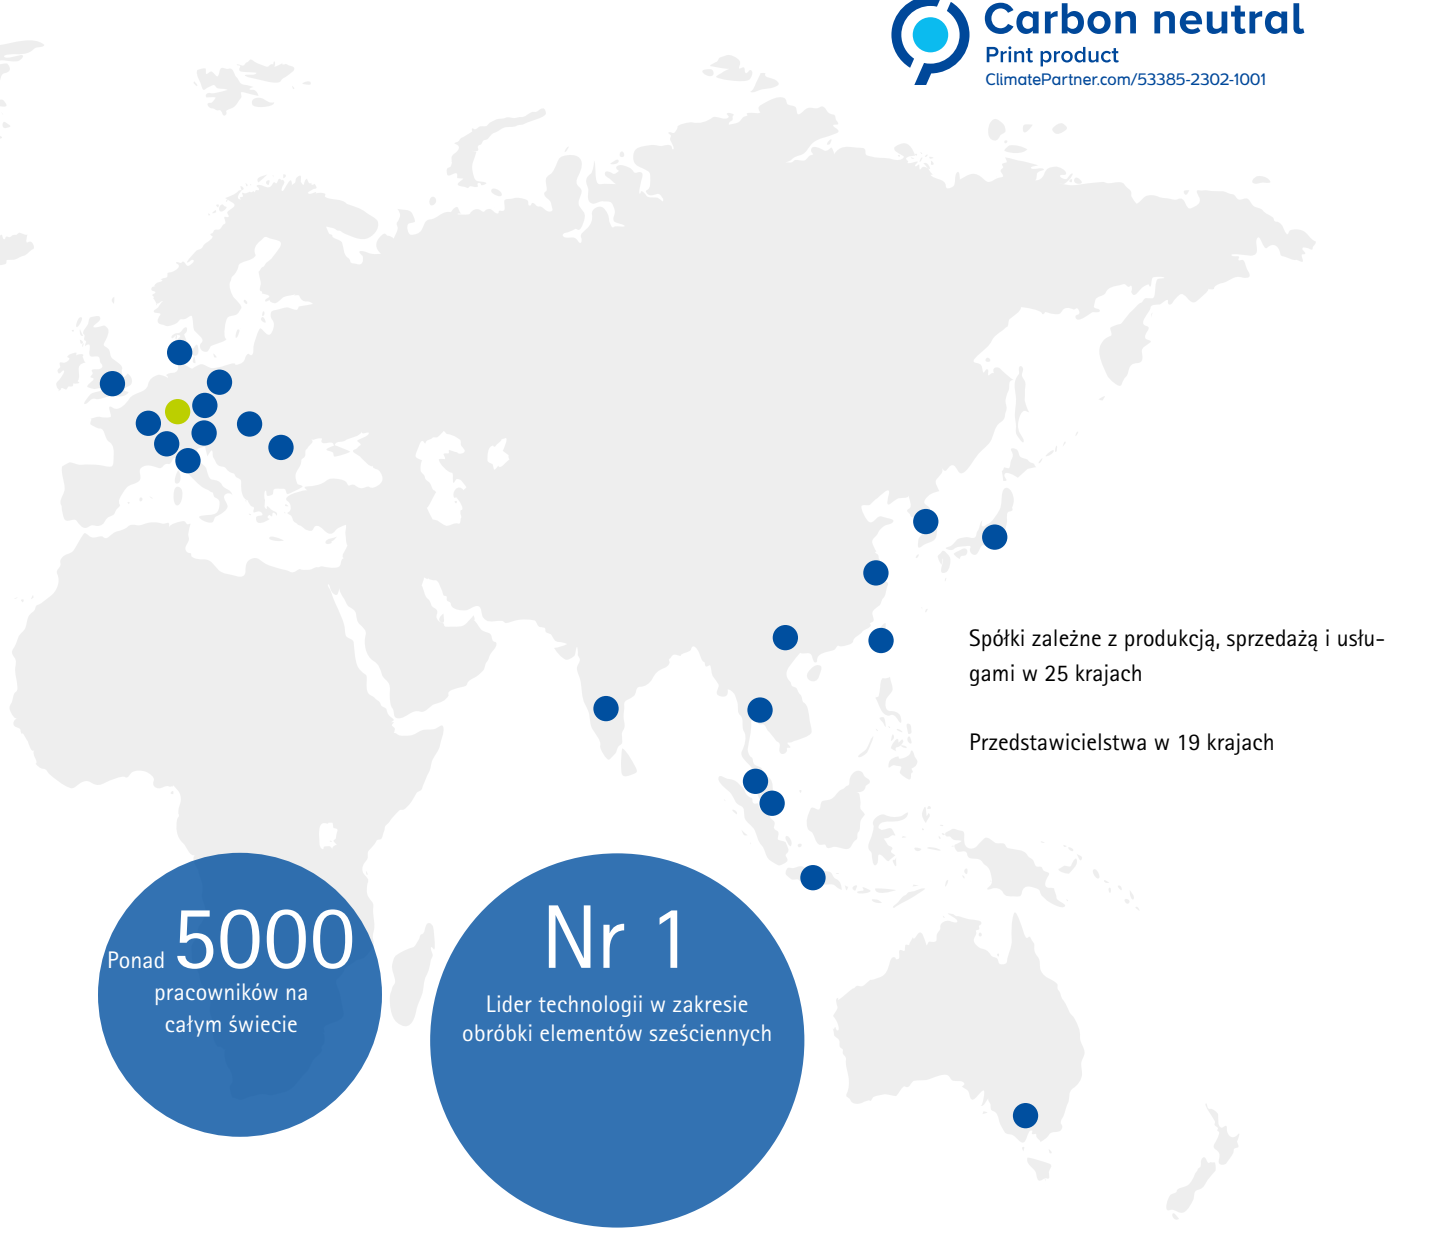 Carbon neutral
Print product
ClimatePartner.com/53385-2302-1001
Spółki zależne z produkcją, sprzedażą i usłu-
gami w 25 krajach
Przedstawicielstwa w 19 krajach
Ponad 5000
pracowników na
całym świecie
Nr 1
Lider technologii w zakresie
obróbki elementów sześciennych